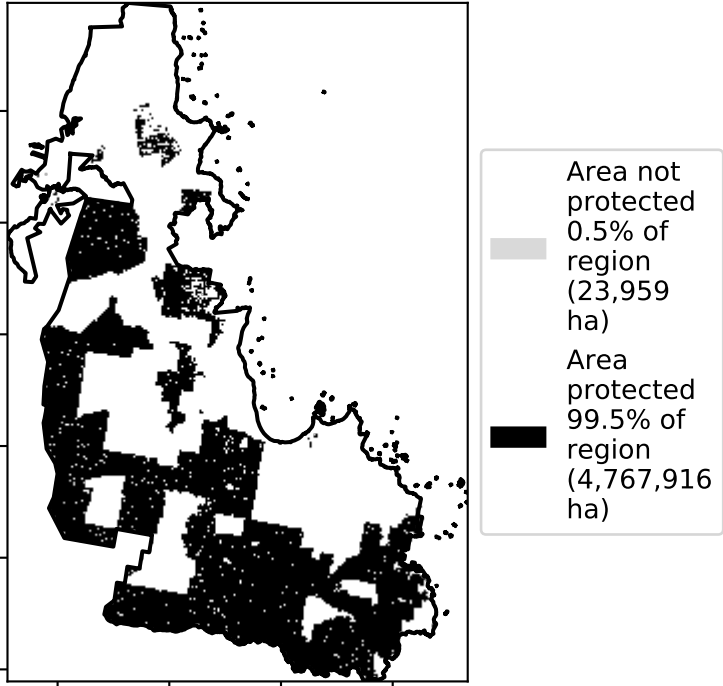 Area not
protected
0.5% of
region
(23,959
ha)
Area
protected
99.5% of
region
(4,767,916
ha)